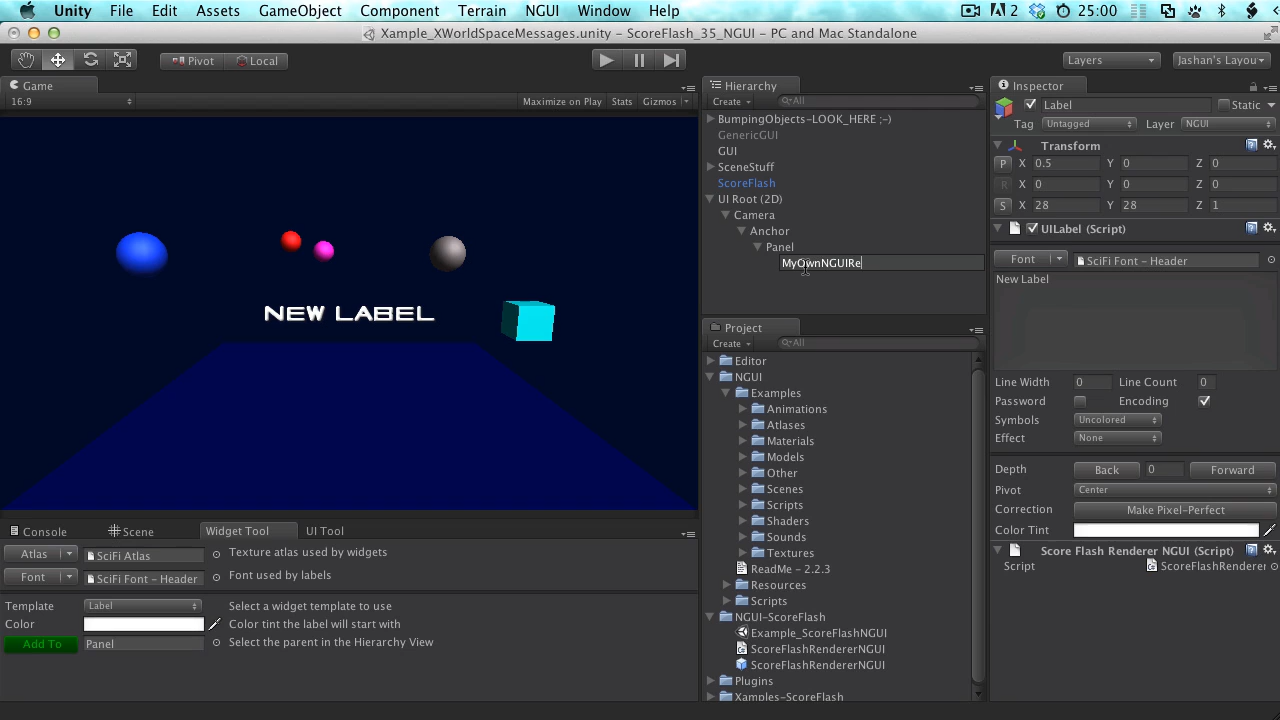 Unity File Edit Assets GameObject Component Terrain NGUI Window Help 2 25:00
Xample_XWorldSpaceMessages.unity - ScoreFlash_35_NGUI - PC and Mac Standalone
Pivot Local Layers Jashan's Layou
Game
16:9 Maximize on Play Stats Gizmos
NEW LABEL
Hierarchy
Create All
BumpingObjects-LOOK_HERE ;-)
GenericGUI
GUI
SceneStuff
ScoreFlash
UI Root (2D)
Camera
Anchor
Panel
MyOwnNGUIRe
Project
Create All
Editor
NGUI
Examples
Animations
Atlases
Materials
Models
Other
Scenes
Scripts
Shaders
Sounds
Textures
ReadMe - 2.2.3
Resources
Scripts
NGUI-ScoreFlash
Example_ScoreFlashNGUI
ScoreFlashRendererNGUI
ScoreFlashRendererNGUI
Plugins
Xamples-ScoreFlash
Inspector
Label Static
Tag Untagged Layer NGUI
Transform
P X 0.5 Y 0 Z 0
R X 0 Y 0 Z 0
S X 28 Y 28 Z 1
UILabel (Script)
Font SciFi Font - Header
New Label
Line Width 0 Line Count 0
Password Encoding
Symbols Uncolored
Effect None
Depth Back 0 Forward
Pivot Center
Correction Make Pixel-Perfect
Color Tint
Score Flash Renderer NGUI (Script)
Script ScoreFlashRenderer
Console Scene Widget Tool UI Tool
Atlas SciFi Atlas Texture atlas used by widgets
Font SciFi Font - Header Font used by labels
Template Label Select a widget template to use
Color Color tint the label will start with
Add To Panel Select the parent in the Hierarchy View